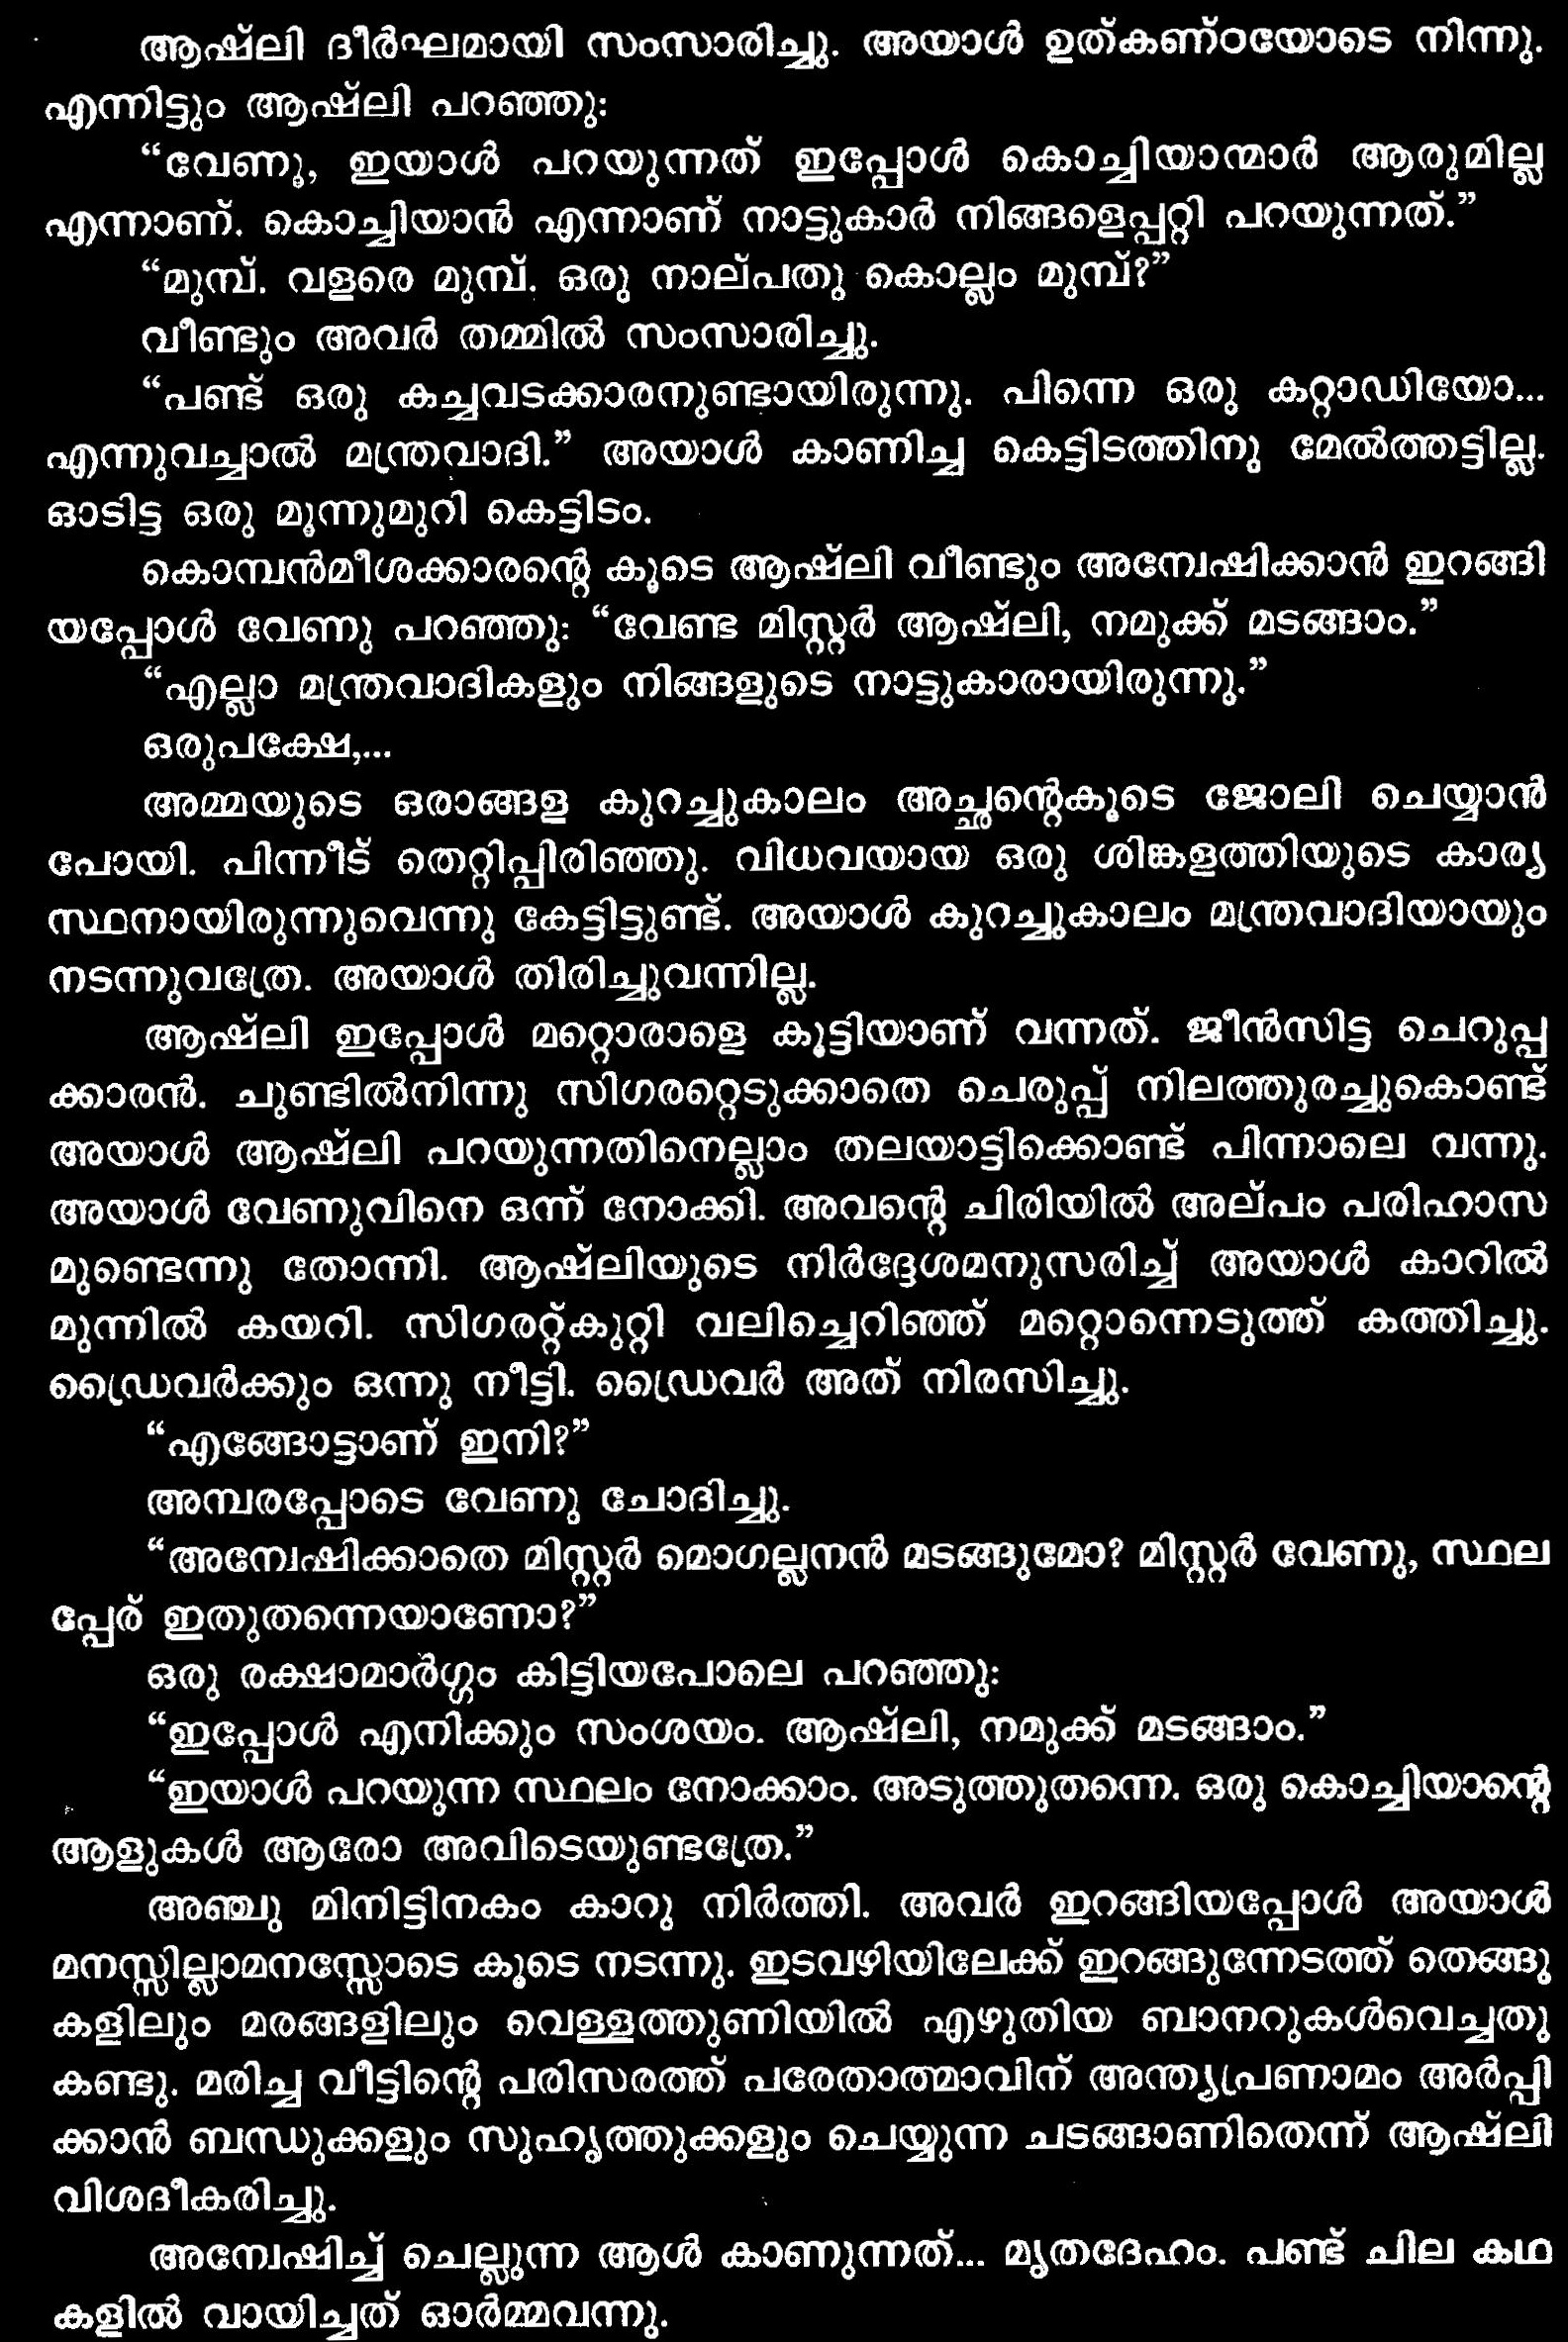 ആഷ്‌ലി ദീർഘമായി സംസാരിച്ചു. അയാൾ ഉത്കണ്ഠയോടെ നിന്നു.
എന്നിട്ടും ആഷ്‌ലി പറഞ്ഞു:
“വേണൂ, ഇയാൾ പറയുന്നത് ഇപ്പോൾ കൊച്ചിയാന്മാർ ആരുമില്ല
എന്നാണ്. കൊച്ചിയാൻ എന്നാണ് നാട്ടുകാർ നിങ്ങളെപ്പറ്റി പറയുന്നത്.”
“മുമ്പ്. വളരെ മുമ്പ്. ഒരു നാല്പതു കൊല്ലം മുമ്പ്?”
വീണ്ടും അവർ തമ്മിൽ സംസാരിച്ചു.
“പണ്ട് ഒരു കച്ചവടക്കാരനുണ്ടായിരുന്നു. പിന്നെ ഒരു കറ്റാഡിയോ...
എന്നുവച്ചാൽ മന്ത്രവാദി.” അയാൾ കാണിച്ച കെട്ടിടത്തിനു മേൽത്തട്ടില്ല.
ഓടിട്ട ഒരു മൂന്നുമുറി കെട്ടിടം.
കൊമ്പൻമീശക്കാരന്റെ കൂടെ ആഷ്‌ലി വീണ്ടും അന്വേഷിക്കാൻ ഇറങ്ങി
യപ്പോൾ വേണു പറഞ്ഞു: “വേണ്ട മിസ്റ്റർ ആഷ്‌ലി, നമുക്ക് മടങ്ങാം.”
“എല്ലാ മന്ത്രവാദികളും നിങ്ങളുടെ നാട്ടുകാരായിരുന്നു.”
ഒരുപക്ഷേ,...
അമ്മയുടെ ഒരാങ്ങള കുറച്ചുകാലം അച്ഛന്റെകൂടെ ജോലി ചെയ്യാൻ
പോയി. പിന്നീട് തെറ്റിപ്പിരിഞ്ഞു. വിധവയായ ഒരു ശിങ്കളത്തിയുടെ കാര്യ
സ്ഥനായിരുന്നുവെന്നു കേട്ടിട്ടുണ്ട്. അയാൾ കുറച്ചുകാലം മന്ത്രവാദിയായും
നടന്നുവത്രേ. അയാൾ തിരിച്ചുവന്നില്ല.
ആഷ്‌ലി ഇപ്പോൾ മറ്റൊരാളെ കൂട്ടിയാണ് വന്നത്. ജീൻസിട്ട ചെറുപ്പ
ക്കാരൻ. ചുണ്ടിൽനിന്നു സിഗരറ്റെടുക്കാതെ ചെരുപ്പ് നിലത്തുരച്ചുകൊണ്ട്
അയാൾ ആഷ്‌ലി പറയുന്നതിനെല്ലാം തലയാട്ടിക്കൊണ്ട് പിന്നാലെ വന്നു.
അയാൾ വേണുവിനെ ഒന്ന് നോക്കി. അവന്റെ ചിരിയിൽ അല്പം പരിഹാസ
മുണ്ടെന്നു തോന്നി. ആഷ്‌ലിയുടെ നിർദ്ദേശമനുസരിച്ച് അയാൾ കാറിൽ
മുന്നിൽ കയറി. സിഗരറ്റ്കുറ്റി വലിച്ചെറിഞ്ഞ് മറ്റൊന്നെടുത്ത് കത്തിച്ചു.
ഡ്രൈവർക്കും ഒന്നു നീട്ടി. ഡ്രൈവർ അത് നിരസിച്ചു.
“എങ്ങോട്ടാണ് ഇനി?”
അമ്പരപ്പോടെ വേണു ചോദിച്ചു.
“അന്വേഷിക്കാതെ മിസ്റ്റർ മൊഗല്ലനൻ മടങ്ങുമോ? മിസ്റ്റർ വേണു, സ്ഥല
പ്പേര് ഇതുതന്നെയാണോ?”
ഒരു രക്ഷാമാർഗ്ഗം കിട്ടിയപോലെ പറഞ്ഞു:
“ഇപ്പോൾ എനിക്കും സംശയം. ആഷ്‌ലി, നമുക്ക് മടങ്ങാം.”
“ഇയാൾ പറയുന്ന സ്ഥലം നോക്കാം. അടുത്തുതന്നെ. ഒരു കൊച്ചിയാന്റെ
ആളുകൾ ആരോ അവിടെയുണ്ടത്രേ.”
അഞ്ചു മിനിട്ടിനകം കാറു നിർത്തി. അവർ ഇറങ്ങിയപ്പോൾ അയാൾ
മനസ്സില്ലാമനസ്സോടെ കൂടെ നടന്നു. ഇടവഴിയിലേക്ക് ഇറങ്ങുന്നേടത്ത് തെങ്ങു
കളിലും മരങ്ങളിലും വെള്ളത്തുണിയിൽ എഴുതിയ ബാനറുകൾവെച്ചതു
കണ്ടു. മരിച്ച വീട്ടിന്റെ പരിസരത്ത് പരേതാത്മാവിന് അന്ത്യപ്രണാമം അർപ്പി
ക്കാൻ ബന്ധുക്കളും സുഹൃത്തുക്കളും ചെയ്യുന്ന ചടങ്ങാണിതെന്ന് ആഷ്‌ലി
വിശദീകരിച്ചു.
അന്വേഷിച്ച് ചെല്ലുന്ന ആൾ കാണുന്നത്... മൃതദേഹം. പണ്ട് ചില കഥ
കളിൽ വായിച്ചത് ഓർമ്മവന്നു.